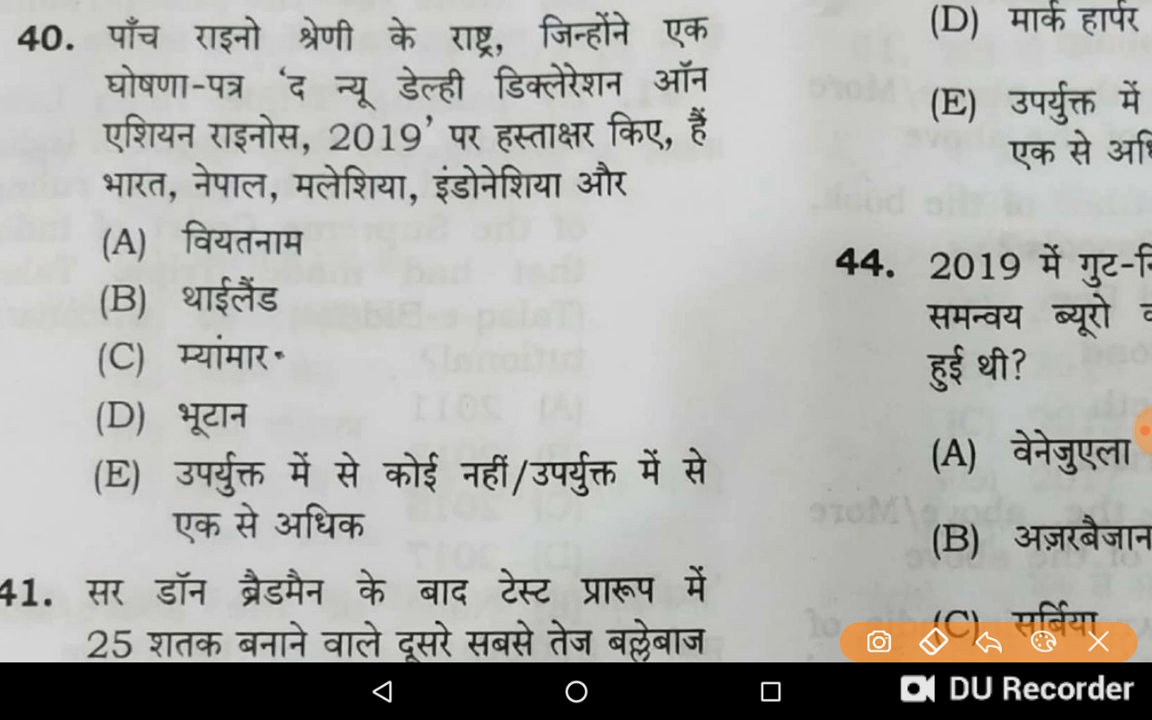 40. पाँच राइनो श्रेणी के राष्ट्र, जिन्होंने एक
घोषणा-पत्र ‘द न्यू डेल्ही डिक्लेरेशन ऑन
एशियन राइनोस, 2019’ पर हस्ताक्षर किए, हैं
भारत, नेपाल, मलेशिया, इंडोनेशिया और
(A) वियतनाम
(B) थाईलैंड
(C) म्यांमार
(D) भूटान
(E) उपर्युक्त में से कोई नहीं/उपर्युक्त में से
एक से अधिक
41. सर डॉन ब्रैडमैन के बाद टेस्ट प्रारूप में
25 शतक बनाने वाले दूसरे सबसे तेज बल्लेबाज
(D) मार्क हार्पर
(E) उपर्युक्त में
एक से
44. 2019 में गुट-
समन्वय ब्यूरो
हुई थी?
(A) वेनेजुएला
(B) अज़रबैजान
(C) सर्बिया
DU Recorder